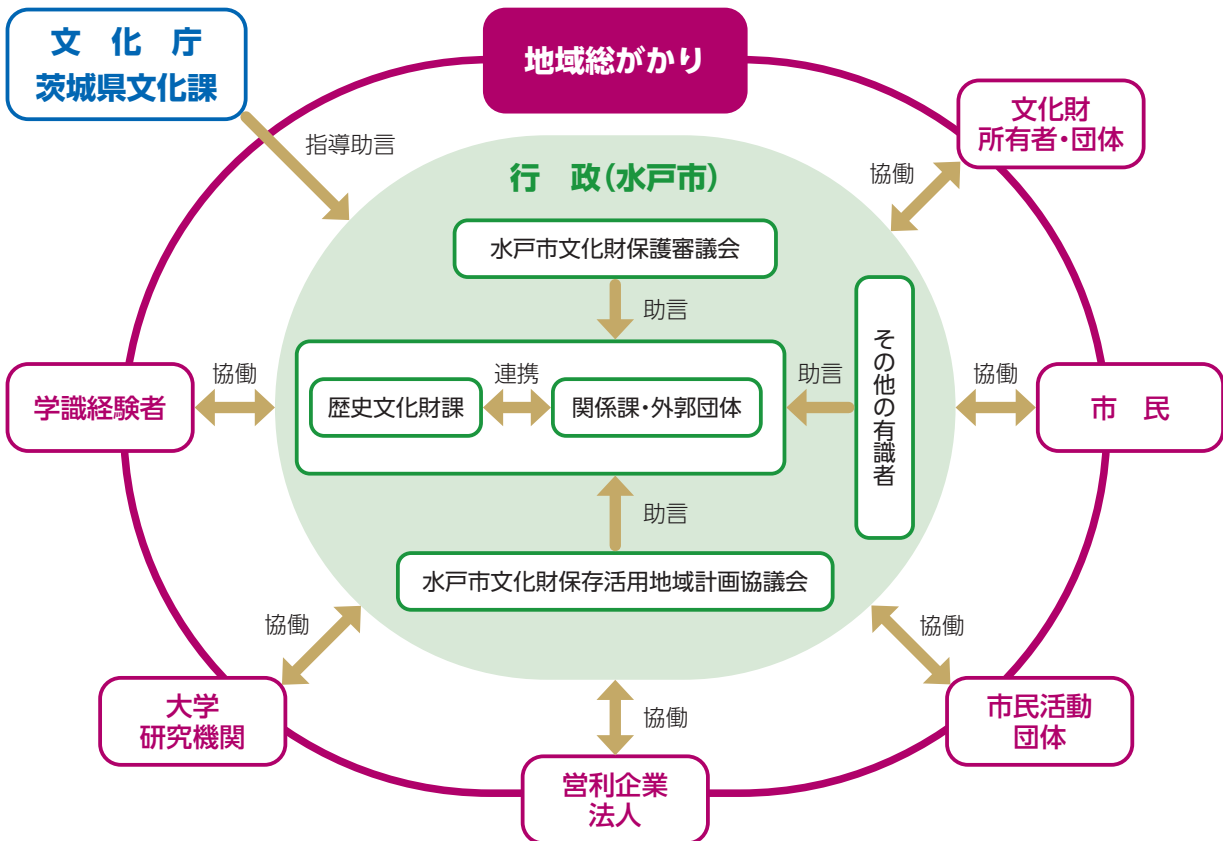 文　化　庁
茨城県文化課
地域総がかり
文化財
所有者・団体
指導助言
協働
行　政（水戸市）
水戸市文化財保護審議会
助言
その他の有識者
学識経験者
協働
歴史文化財課
連携
関係課・外郭団体
助言
協働
市　民
助言
水戸市文化財保存活用地域計画協議会
協働
協働
大学
研究機関
協働
市民活動
団体
営利企業
法人